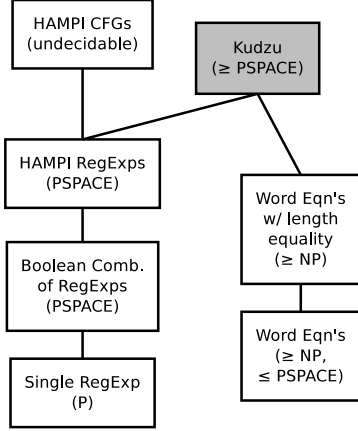 HAMPI CFGs
(undecidable)
Kudzu
(≥ PSPACE)
HAMPI RegExps
(PSPACE)
Word Eqn's
w/ length
equality
(≥ NP)
Boolean Comb.
of RegExps
(PSPACE)
Word Eqn's
(≥ NP,
≤ PSPACE)
Single RegExp
(P)